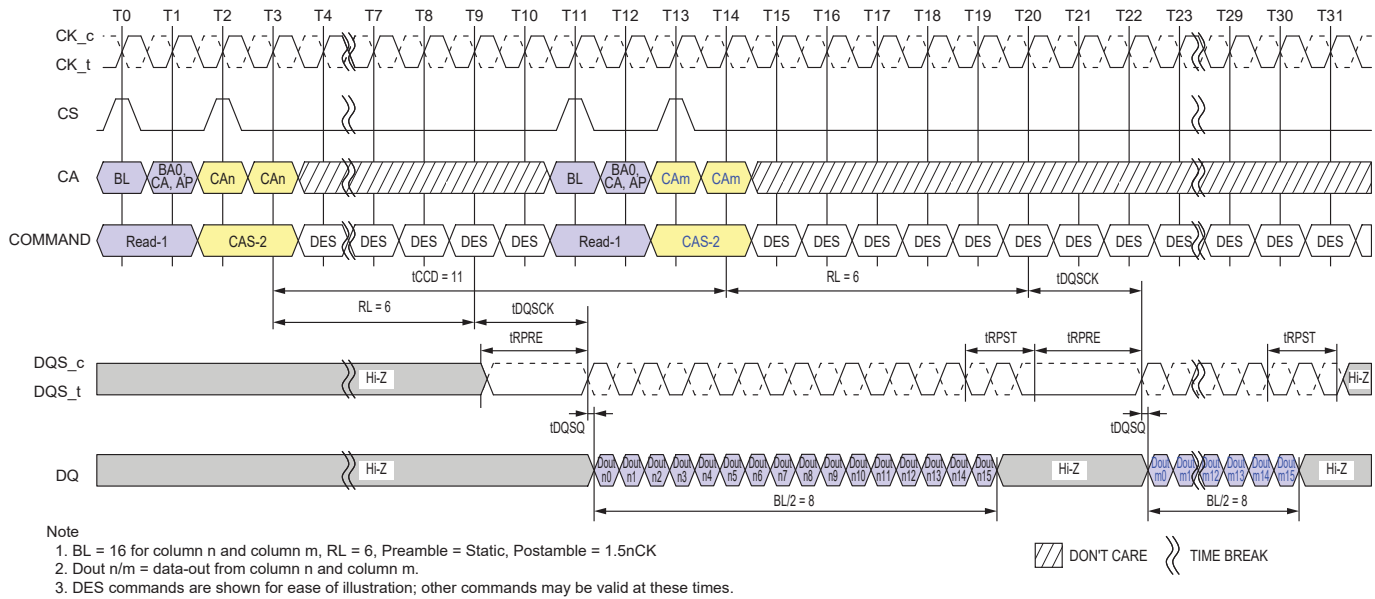 T0 T1 T2 T3 T4 T7 T8 T9 T10 T11 T12 T13 T14 T15 T16 T17 T18 T19 T20 T21 T22 T23 T29 T30 T31
CK_c
CK_t
CS
CA BL BA0, CA, AP CAn CAn BL BA0, CA, AP CAm CAm
COMMAND Read-1 CAS-2 DES DES DES DES DES Read-1 CAS-2 DES DES DES DES DES DES DES DES DES DES DES DES
tCCD = 11 RL = 6 tDQSCK
RL = 6 tDQSCK
tRPRE tRPST tRPRE tRPST
DQS_c
DQS_t
Hi-Z Hi-Z
tDQSQ tDQSQ
DQ Hi-Z Dout n0 Dout n1 Dout n2 Dout n3 Dout n4 Dout n5 Dout n6 Dout n7 Dout n8 Dout n9 Dout n10 Dout n11 Dout n12 Dout n13 Dout n14 Dout n15 Hi-Z Dout m0 Dout m1 Dout m12 Dout m13 Dout m14 Dout m15 Hi-Z
BL/2 = 8 BL/2 = 8
Note
1. BL = 16 for column n and column m, RL = 6, Preamble = Static, Postamble = 1.5nCK
2. Dout n/m = data-out from column n and column m.
3. DES commands are shown for ease of illustration; other commands may be valid at these times.
DON'T CARE TIME BREAK